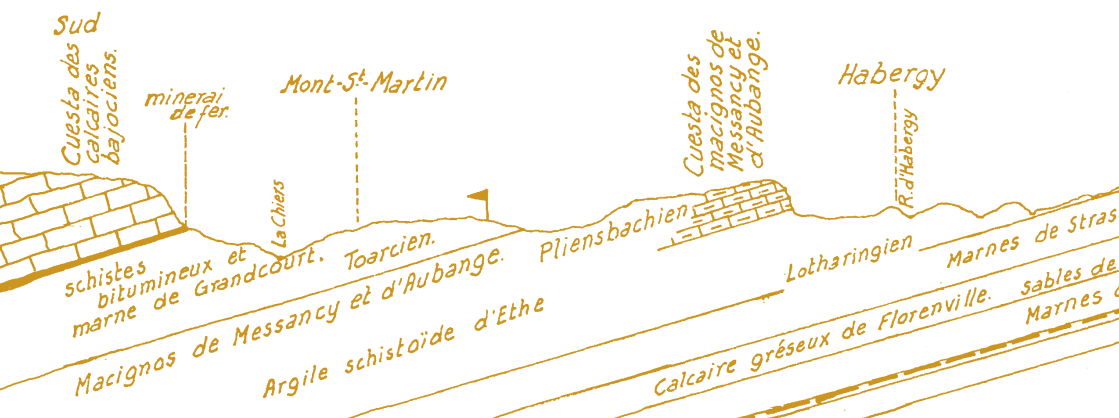 Sud
Cuesta des
calcaires
bajociens.
minerai
de fer.
La Chiers
Mont-St-Martin
Cuesta des
macignos de
Messancy et
d'Aubange.
Habergy
R. d'Habergy
schistes
bitumineux et
marne de Grandcourt.
Toarcien.
Macignos de Messancy et d'Aubange.
Pliensbachien
Argile schistoïde d'Ethe
Lotharingien
Marnes de Stras
Calcaire gréseux de Florenville.
sables de
Marnes